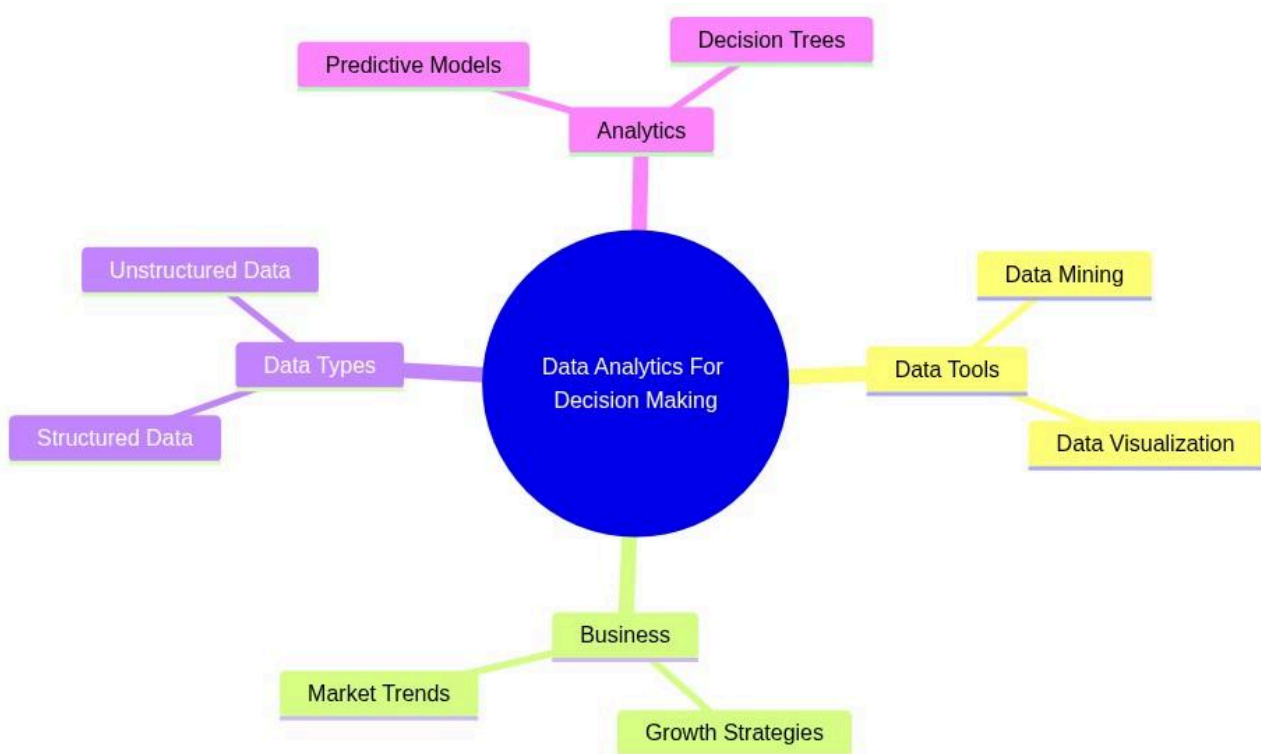 Decision Trees
Predictive Models
Analytics
Unstructured Data
Data Mining
Data Types
Data Analytics For
Decision Making
Data Tools
Structured Data
Data Visualization
Business
Market Trends
Growth Strategies